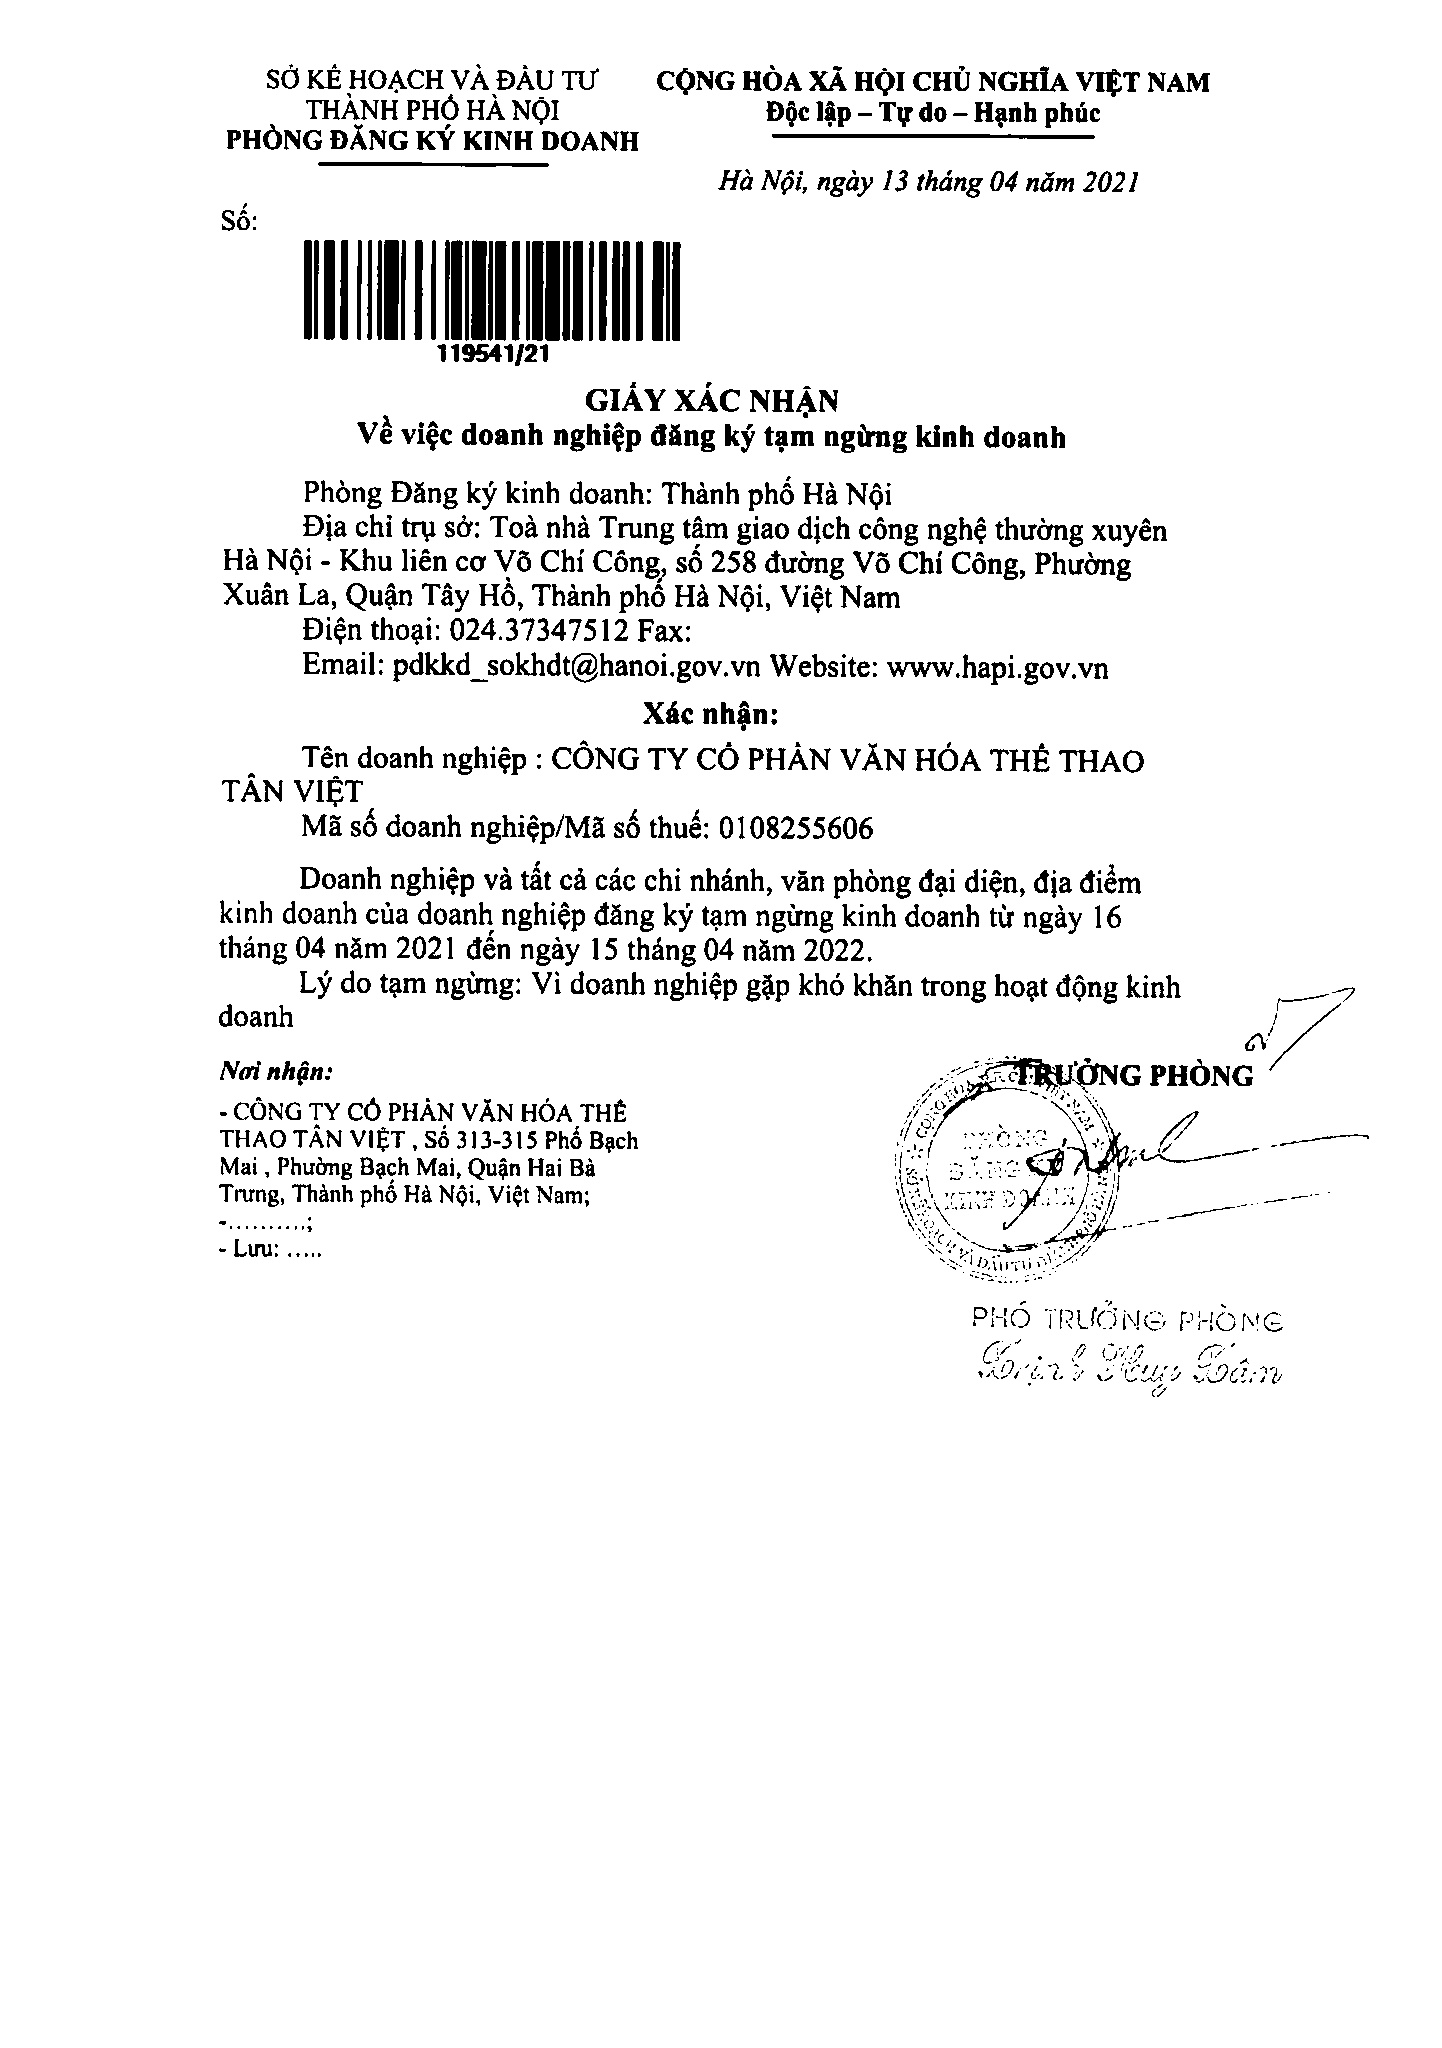 SỞ KẾ HOẠCH VÀ ĐẦU TƯ
THÀNH PHỐ HÀ NỘI
PHÒNG ĐĂNG KÝ KINH DOANH
CỘNG HÒA XÃ HỘI CHỦ NGHĨA VIỆT NAM
Độc lập – Tự do – Hạnh phúc
Hà Nội, ngày 13 tháng 04 năm 2021
Số:
119541/21
GIẤY XÁC NHẬN
Về việc doanh nghiệp đăng ký tạm ngừng kinh doanh
Phòng Đăng ký kinh doanh: Thành phố Hà Nội
Địa chỉ trụ sở: Toà nhà Trung tâm giao dịch công nghệ thường xuyên
Hà Nội - Khu liên cơ Võ Chí Công, số 258 đường Võ Chí Công, Phường
Xuân La, Quận Tây Hồ, Thành phố Hà Nội, Việt Nam
Điện thoại: 024.37347512 Fax:
Email: pdkkd_sokhdt@hanoi.gov.vn Website: www.hapi.gov.vn
Xác nhận:
Tên doanh nghiệp : CÔNG TY CỔ PHẦN VĂN HÓA THỂ THAO
TÂN VIỆT
Mã số doanh nghiệp/Mã số thuế: 0108255606
Doanh nghiệp và tất cả các chi nhánh, văn phòng đại diện, địa điểm
kinh doanh của doanh nghiệp đăng ký tạm ngừng kinh doanh từ ngày 16
tháng 04 năm 2021 đến ngày 15 tháng 04 năm 2022.
Lý do tạm ngừng: Vì doanh nghiệp gặp khó khăn trong hoạt động kinh
doanh
Nơi nhận:
- CÔNG TY CỔ PHẦN VĂN HÓA THỂ
THAO TÂN VIỆT , Số 313-315 Phố Bạch
Mai , Phường Bạch Mai, Quận Hai Bà
Trưng, Thành phố Hà Nội, Việt Nam;
-..........;
- Lưu: .....
TRƯỞNG PHÒNG
PHÒNG
ĐĂNG
KINH DOANH
PHÓ TRƯỞNG PHÒNG
Trịnh Huy Tân